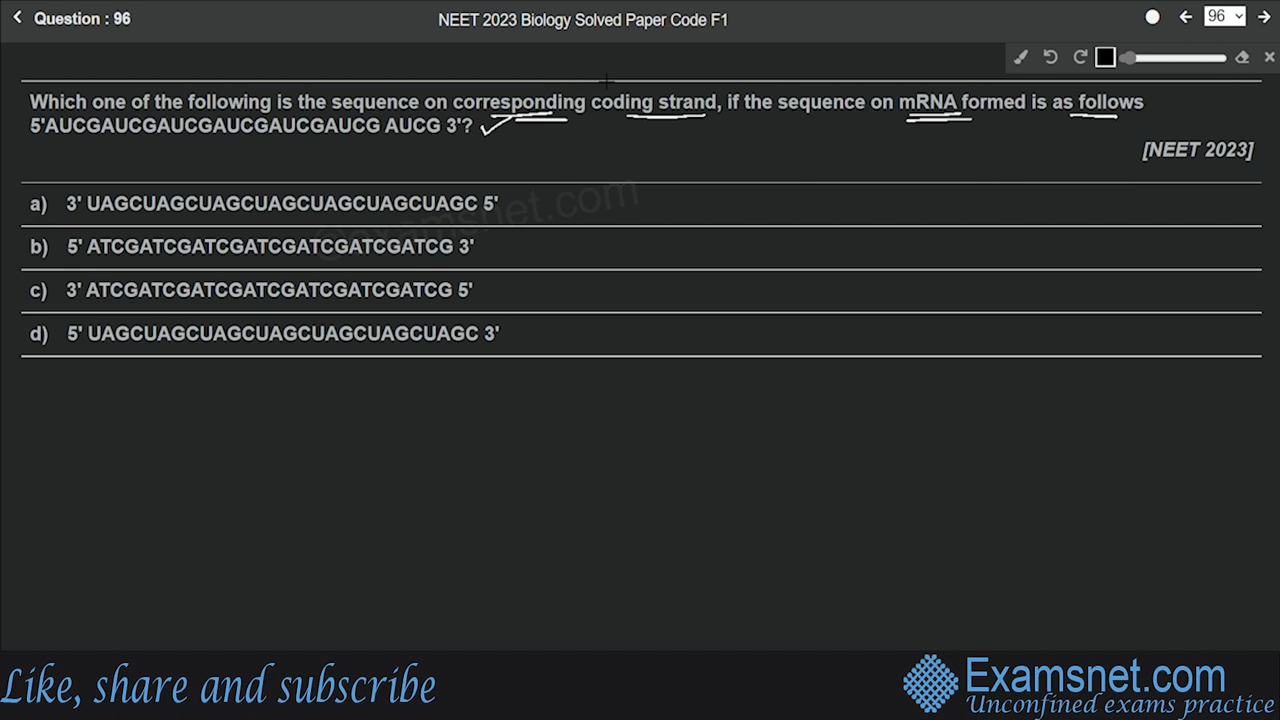 Question : 96
NEET 2023 Biology Solved Paper Code F1
96
Which one of the following is the sequence on corresponding coding strand, if the sequence on mRNA formed is as follows
5'AUCGAUCGAUCGAUCGAUCGAUCG AUCG 3'?
[NEET 2023]
a) 3' UAGCUAGCUAGCUAGCUAGCUAGCUAGC 5'
©examsnet.com
b) 5' ATCGATCGATCGATCGATCGATCGATCG 3'
c) 3' ATCGATCGATCGATCGATCGATCGATCG 5'
d) 5' UAGCUAGCUAGCUAGCUAGCUAGCUAGC 3'
Like, share and subscribe
Examsnet.com
Unconfined exams practice